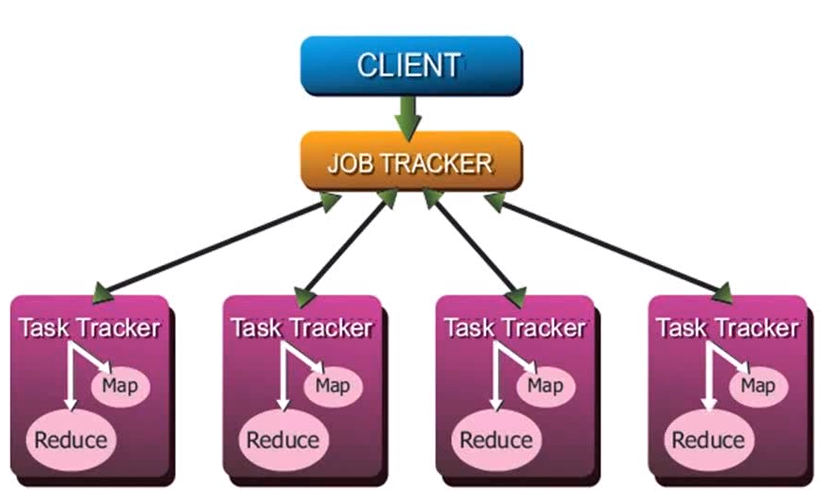 CLIENT
JOB TRACKER
Task Tracker
Map
Reduce
Task Tracker
Map
Reduce
Task Tracker
Map
Reduce
Task Tracker
Map
Reduce